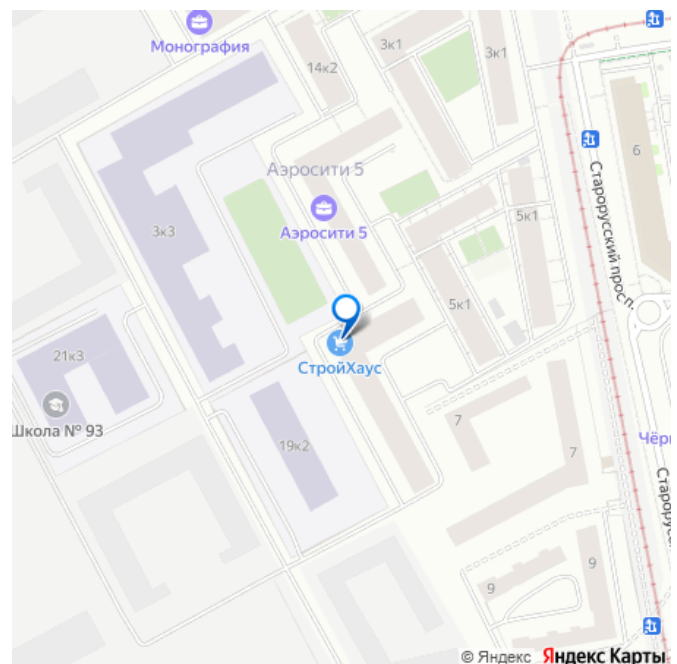 Монография
14к2
3к1
3к1
6
Аэросити 5
Аэросити 5
3к3
5к1
Старорусский просп.
5к1
21к3
СтройХаус
Школа № 93
7
19к2
7
Чёрн
Старорус
9
9
© Яндекс Яндекс Карты